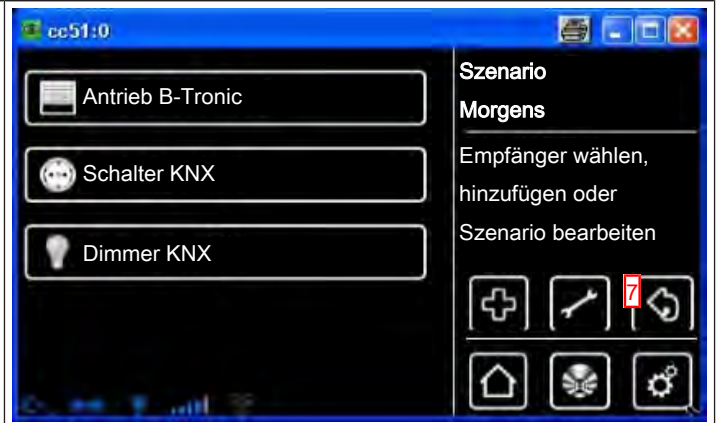 cc51:0
Antrieb B-Tronic
Schalter KNX
Dimmer KNX
Szenario
Morgens
Empfänger wählen,
hinzufügen oder
Szenario bearbeiten
7